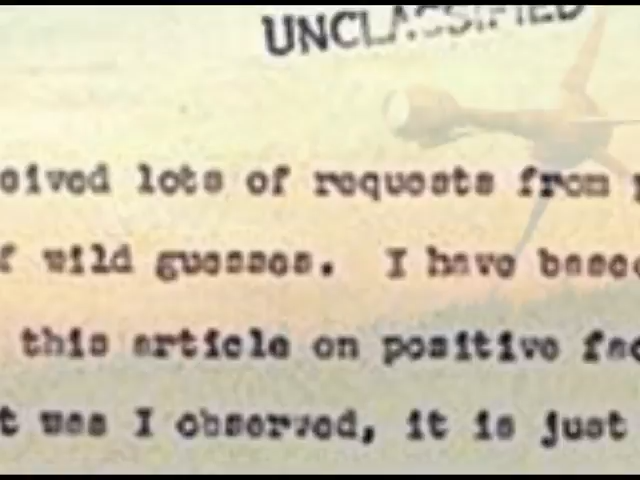 UNCLASSIFIED
eived lots of requests from
f wild guesses. I have base
this article on positive fac
t was I observed, it is just